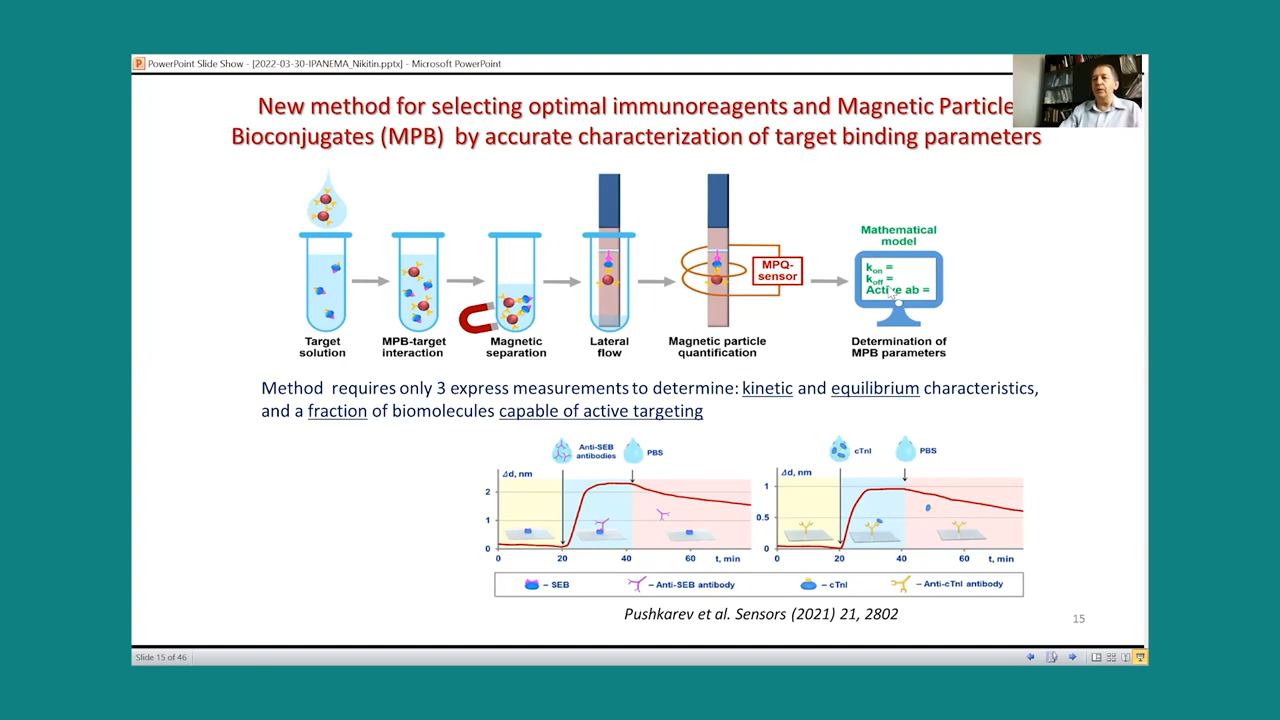 PowerPoint Slide Show - [2022-03-30-IPANEMA_Nikitin.pptx] - Microsoft PowerPoint
New method for selecting optimal immunoreagents and Magnetic Particle
Bioconjugates (MPB) by accurate characterization of target binding parameters
Mathematical
model
kon =
koff =
Active ab =
MPQ-
sensor
Target
solution
MPB-target
interaction
Magnetic
separation
Lateral
flow
Magnetic particle
quantification
Determination of
MPB parameters
Method requires only 3 express measurements to determine: kinetic and equilibrium characteristics,
and a fraction of biomolecules capable of active targeting
Anti-SEB
antibodies
PBS
Δd, nm
2
1
0
0 20 40 60 t, min
cTnI
PBS
Δd, nm
1
0.5
0
0 20 40 60 t, min
– SEB – Anti-SEB antibody – cTnI – Anti-cTnI antibody
Pushkarev et al. Sensors (2021) 21, 2802
15
Slide 15 of 46